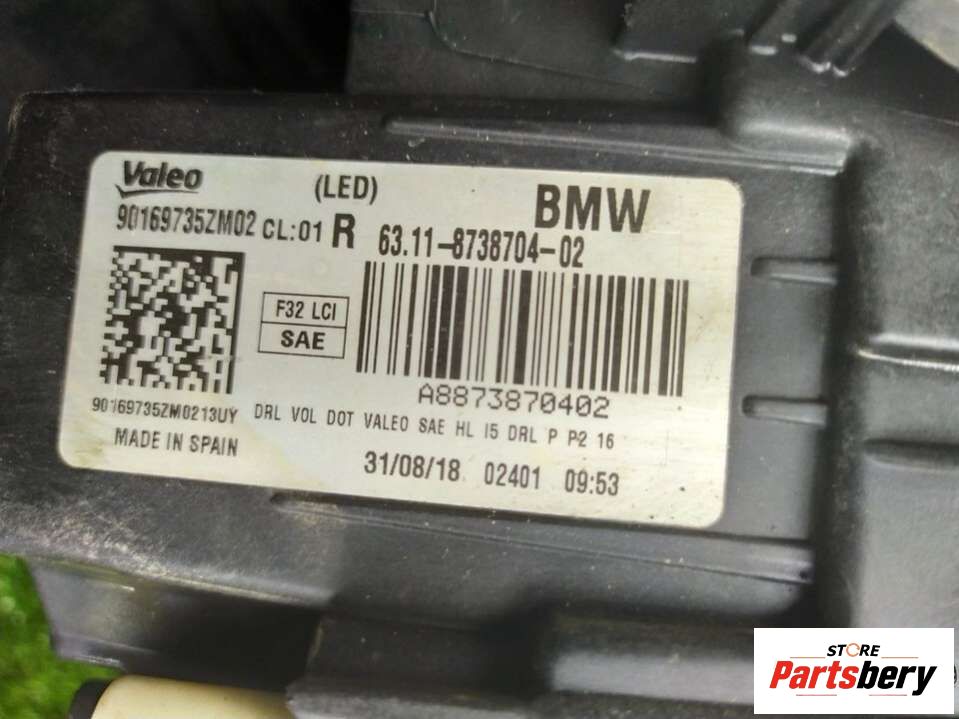 Valeo
(LED)
BMW
90169735ZM02 CL:01 R 63.11-8738704-02
F32 LCI
SAE
A8873870402
90169735ZM0213UY
DRL VOL DOT VALEO SAE HL I5 DRL P P2 16
MADE IN SPAIN
31/08/18 02401 09:53
STORE
Partsbery